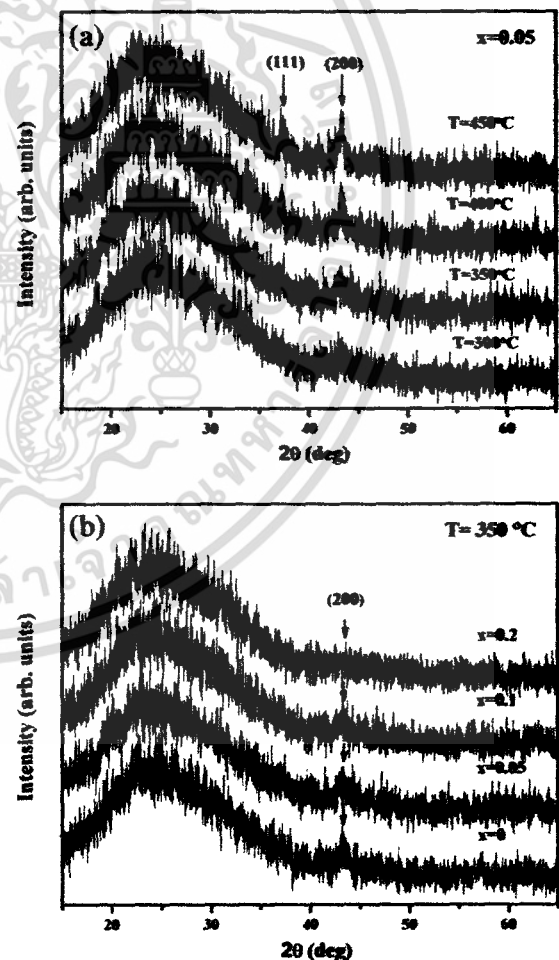 (a)
x=0.05
(111) (200)
T=450°C
T=400°C
T=350°C
T=300°C
Intensity (arb. units)
20 30 40 50 60
2θ (deg)
(b)
T= 350 °C
(200)
x=0.2
x=0.1
x=0.05
x=0
Intensity (arb. units)
20 30 40 50 60
2θ (deg)